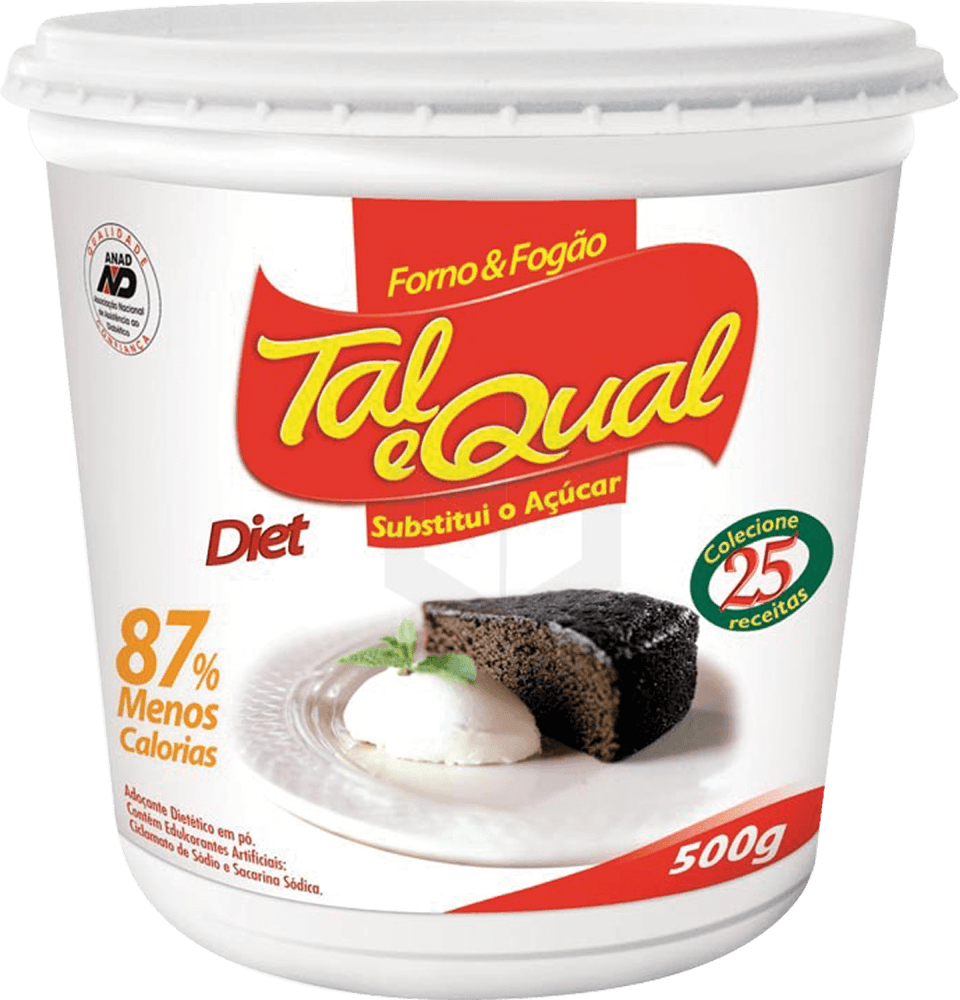 QUALIDADE
ANAD
Associação Nacional
de Assistência ao
Diabético
CONFIANÇA
Forno & Fogão
Tal
e Qual
Substitui o Açúcar
Diet
Colecione
25
receitas
87%
Menos
Calorias
Adoçante Dietético em pó.
Contém Edulcorantes Artificiais:
Ciclamato de Sódio e Sacarina Sódica.
500g